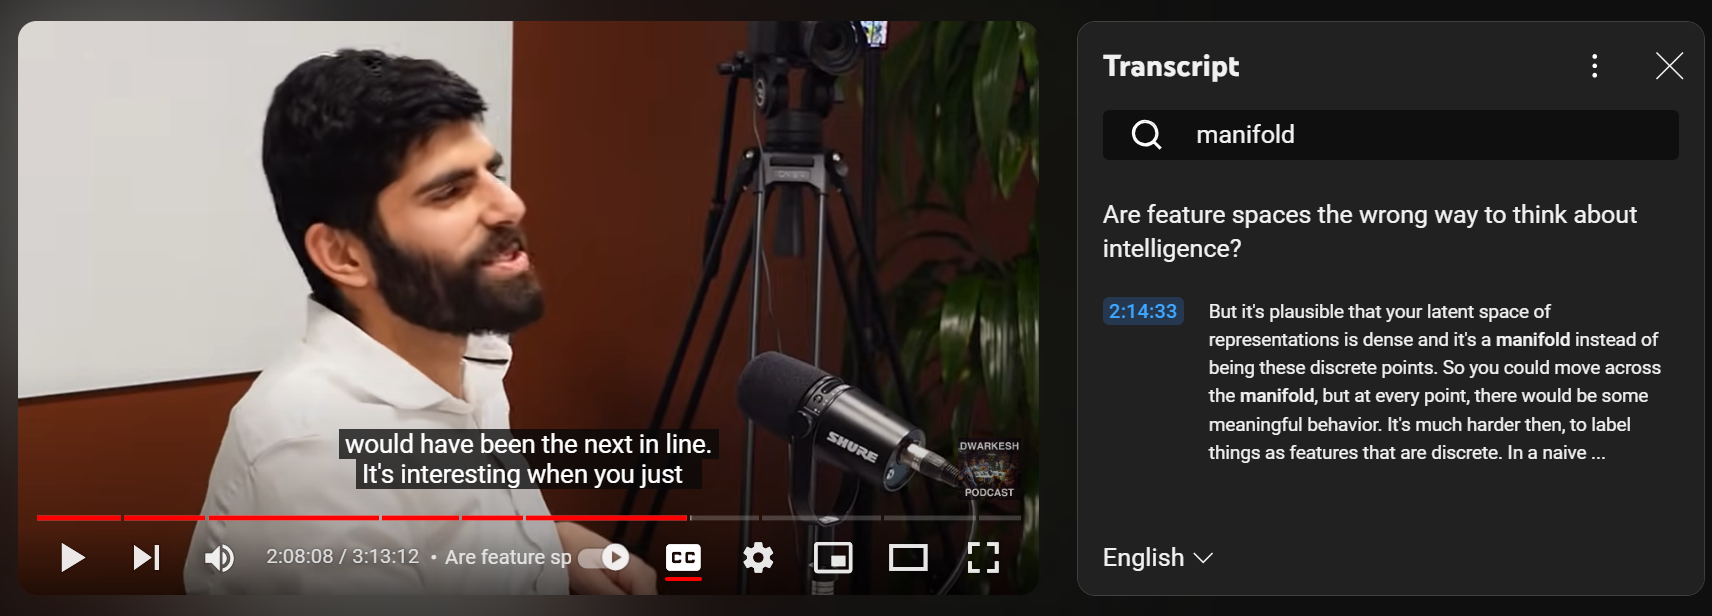 would have been the next in line.
It's interesting when you just
SHURE
DWARKESH
PODCAST
2:08:08 / 3:13:12 • Are feature sp
CC
Transcript
manifold
Are feature spaces the wrong way to think about
intelligence?
2:14:33
But it's plausible that your latent space of
representations is dense and it's a manifold instead of
being these discrete points. So you could move across
the manifold, but at every point, there would be some
meaningful behavior. It's much harder then, to label
things as features that are discrete. In a naive ...
English